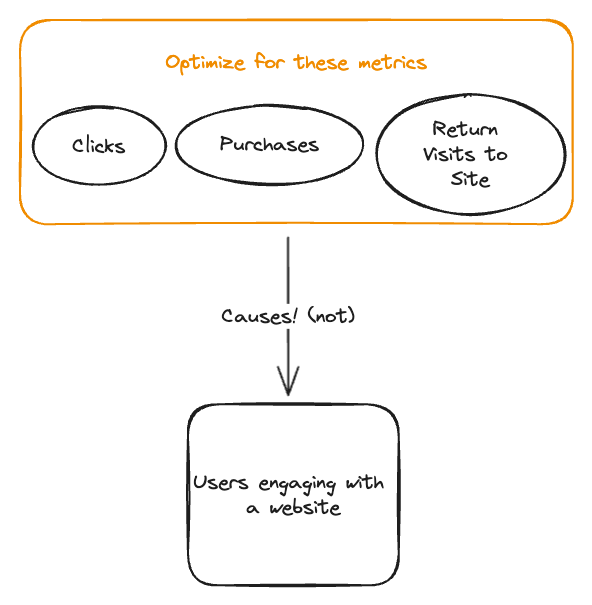 Optimize for these metrics
Clicks
Purchases
Return
Visits to
Site
Causes! (not)
Users engaging with
a website